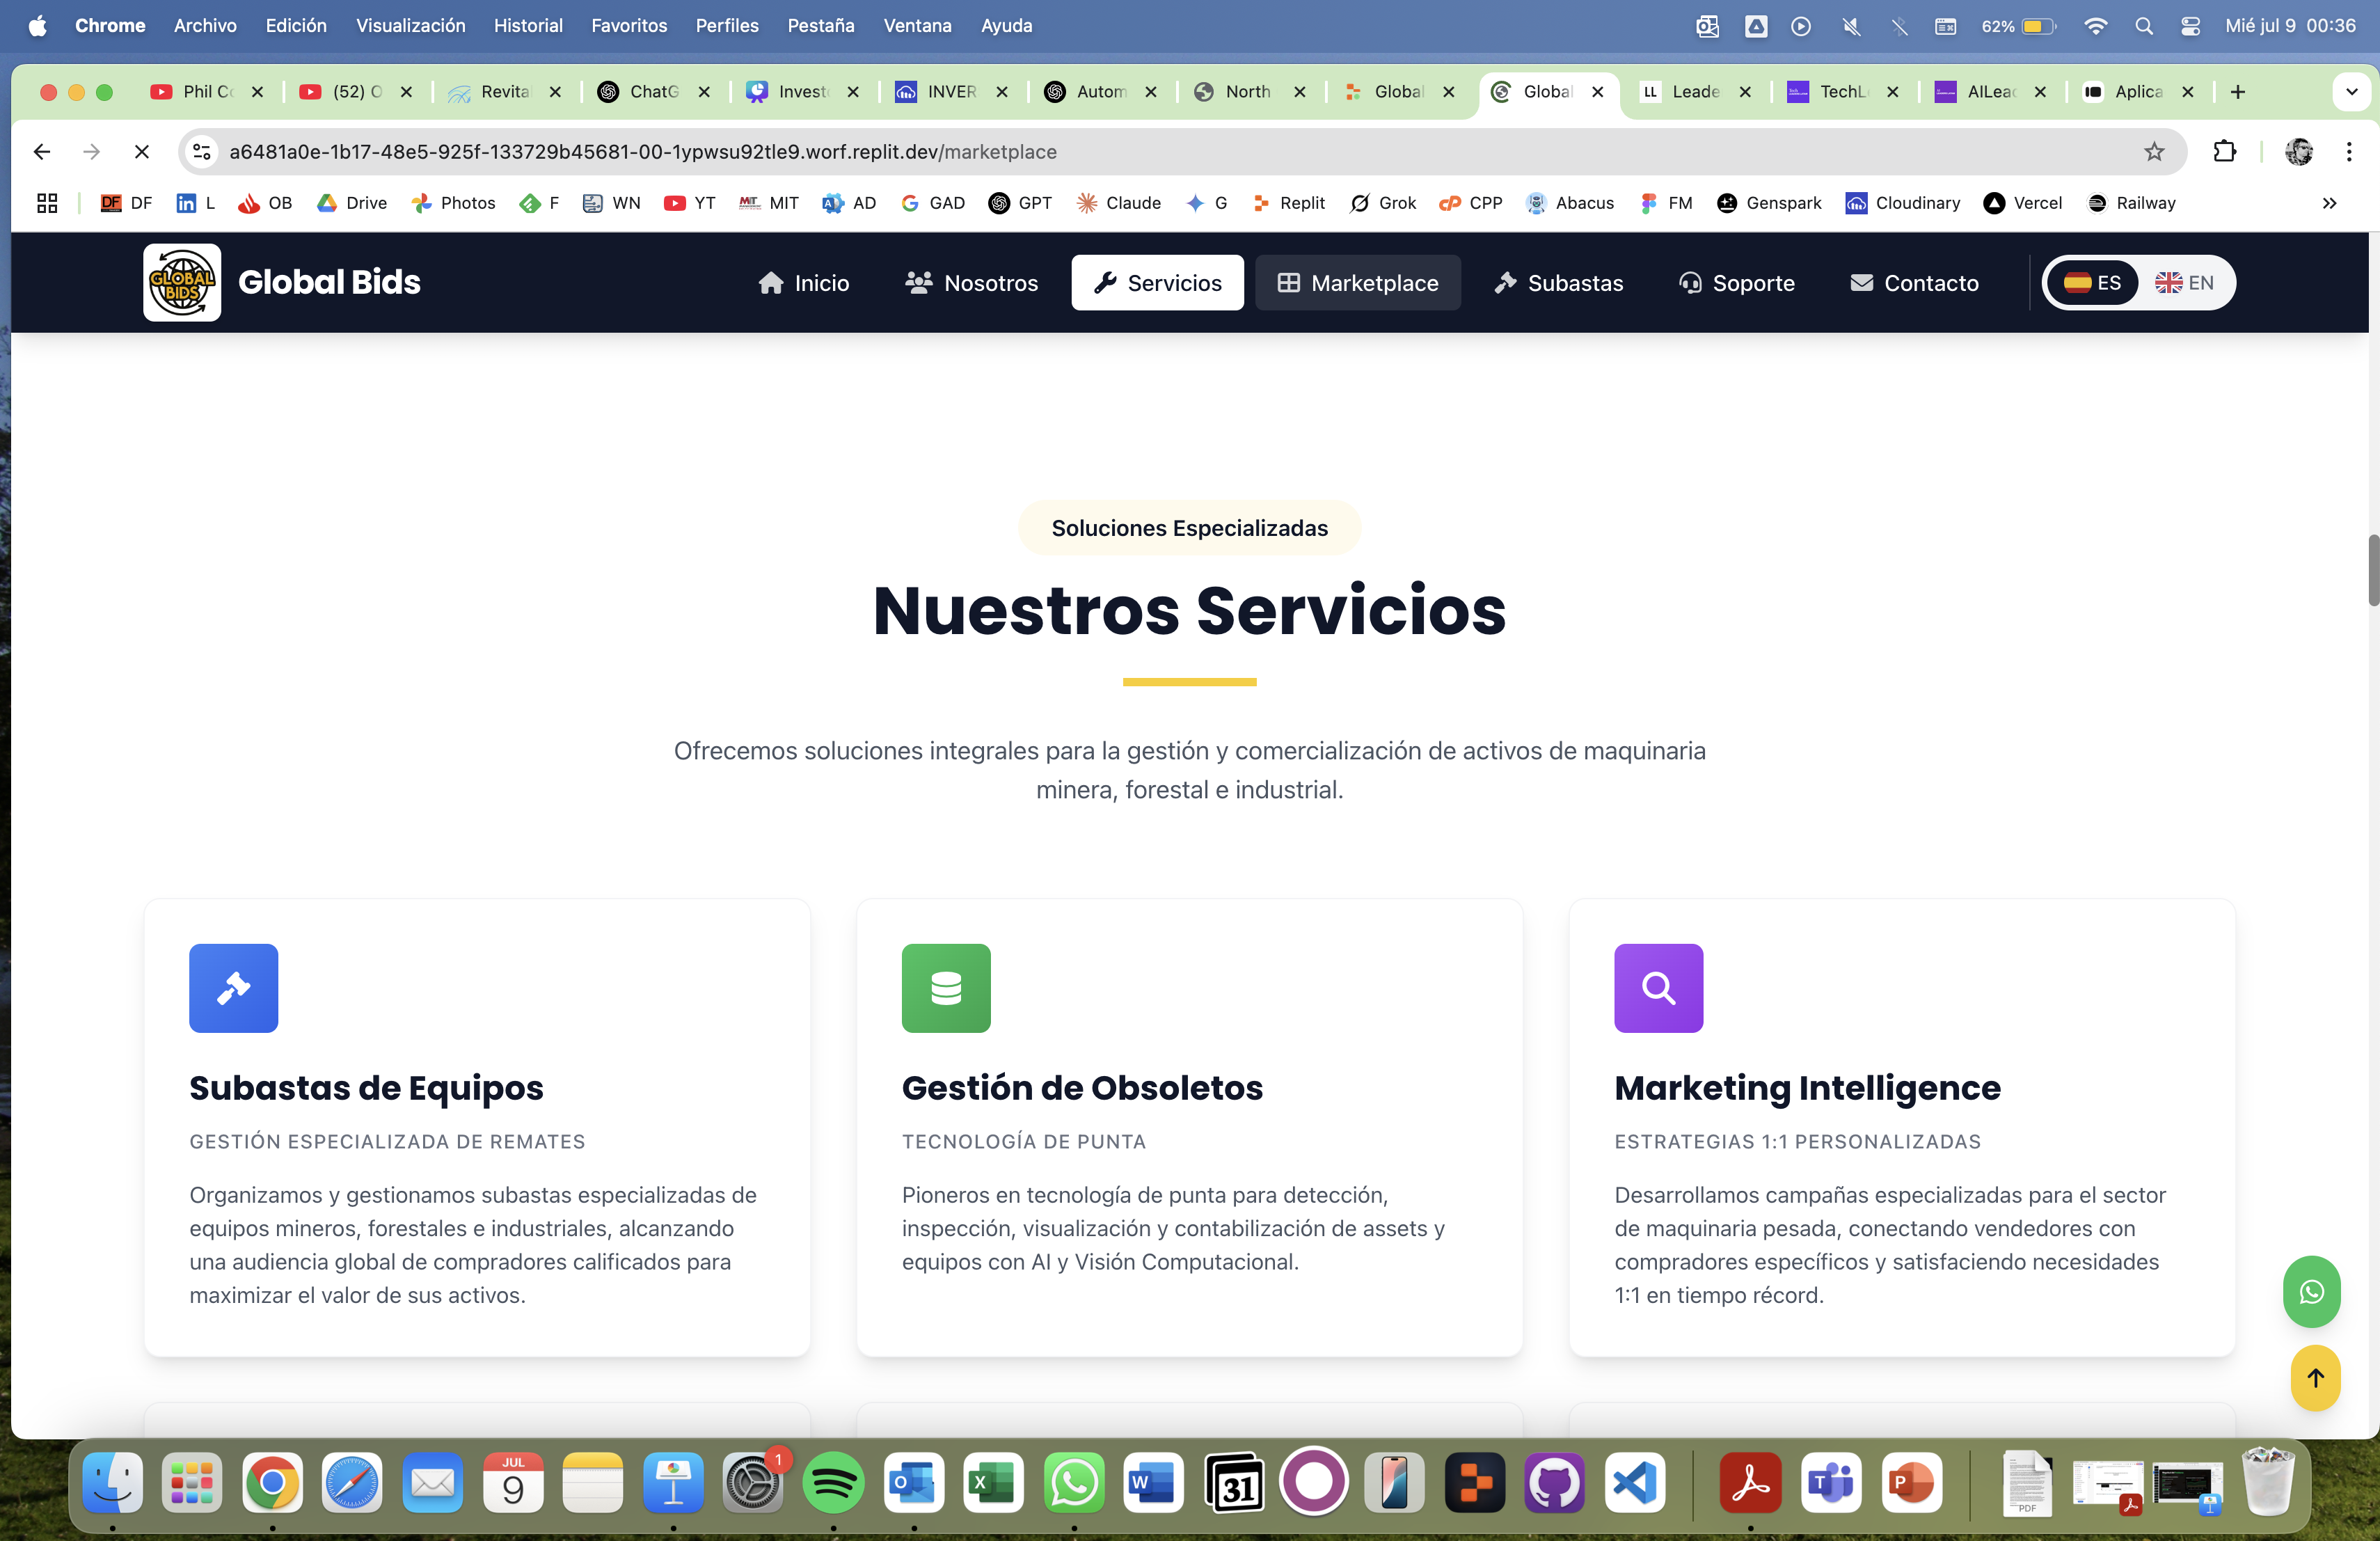 Chrome Archivo Edición Visualización Historial Favoritos Perfiles Pestaña Ventana Ayuda 62% Mié jul 9 00:36
Phil Co (52) O Revital ChatG Invest INVER Autom North Global Global Leade TechL AILeac Aplica
a6481a0e-1b17-48e5-925f-133729b45681-00-1ypwsu92tle9.worf.replit.dev/marketplace
DF DF L OB Drive Photos F WN YT MIT AD GAD GPT Claude G Replit Grok CPP Abacus FM Genspark Cloudinary Vercel Railway
GLOBAL BIDS Global Bids Inicio Nosotros Servicios Marketplace Subastas Soporte Contacto ES EN
Soluciones Especializadas
Nuestros Servicios
Ofrecemos soluciones integrales para la gestión y comercialización de activos de maquinaria
minera, forestal e industrial.
Subastas de Equipos
GESTIÓN ESPECIALIZADA DE REMATES
Organizamos y gestionamos subastas especializadas de
equipos mineros, forestales e industriales, alcanzando
una audiencia global de compradores calificados para
maximizar el valor de sus activos.
Gestión de Obsoletos
TECNOLOGÍA DE PUNTA
Pioneros en tecnología de punta para detección,
inspección, visualización y contabilización de assets y
equipos con AI y Visión Computacional.
Marketing Intelligence
ESTRATEGIAS 1:1 PERSONALIZADAS
Desarrollamos campañas especializadas para el sector
de maquinaria pesada, conectando vendedores con
compradores específicos y satisfaciendo necesidades
1:1 en tiempo récord.
JUL
9
1
31
PDF